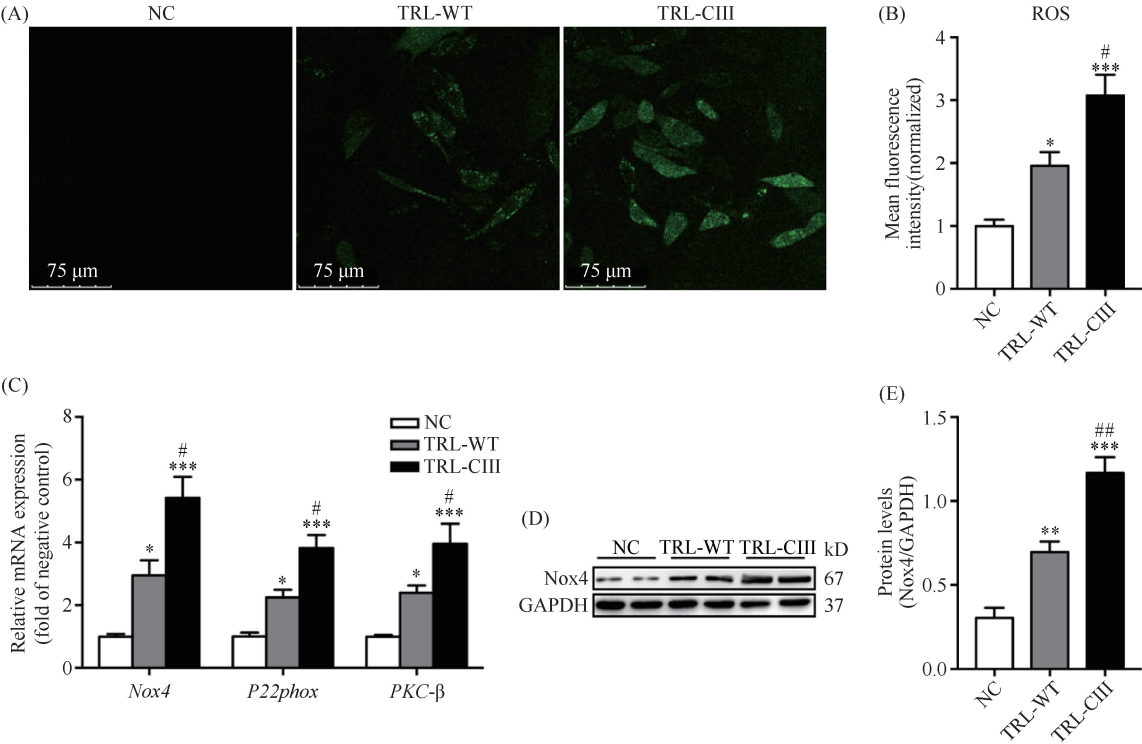 (A)
NC
TRL-WT
TRL-CIII
75 μm
75 μm
75 μm
(B)
ROS
Mean fluorescence
intensity(normalized)
4
3
2
1
0
*
#
***
NC
TRL-WT
TRL-CIII
(C)
Relative mRNA expression
(fold of negative control)
8
6
4
2
0
NC
TRL-WT
TRL-CIII
*
#
***
*
#
***
*
#
***
Nox4
P22phox
PKC-β
(D)
NC
TRL-WT
TRL-CIII
kD
Nox4
67
GAPDH
37
(E)
Protein levels
(Nox4/GAPDH)
1.5
1.0
0.5
0.0
**
##
***
NC
TRL-WT
TRL-CIII